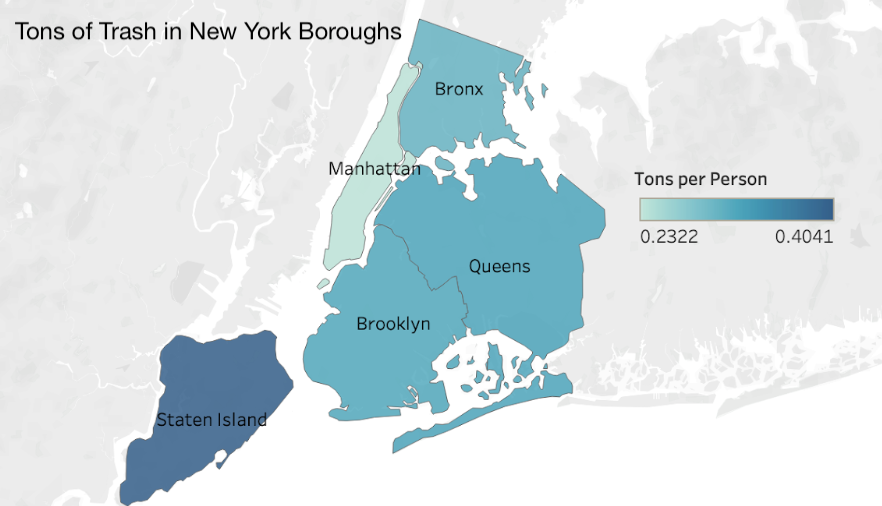 Tons of Trash in New York Boroughs
Bronx
Manhattan
Tons per Person
0.2322 0.4041
Queens
Brooklyn
Staten Island